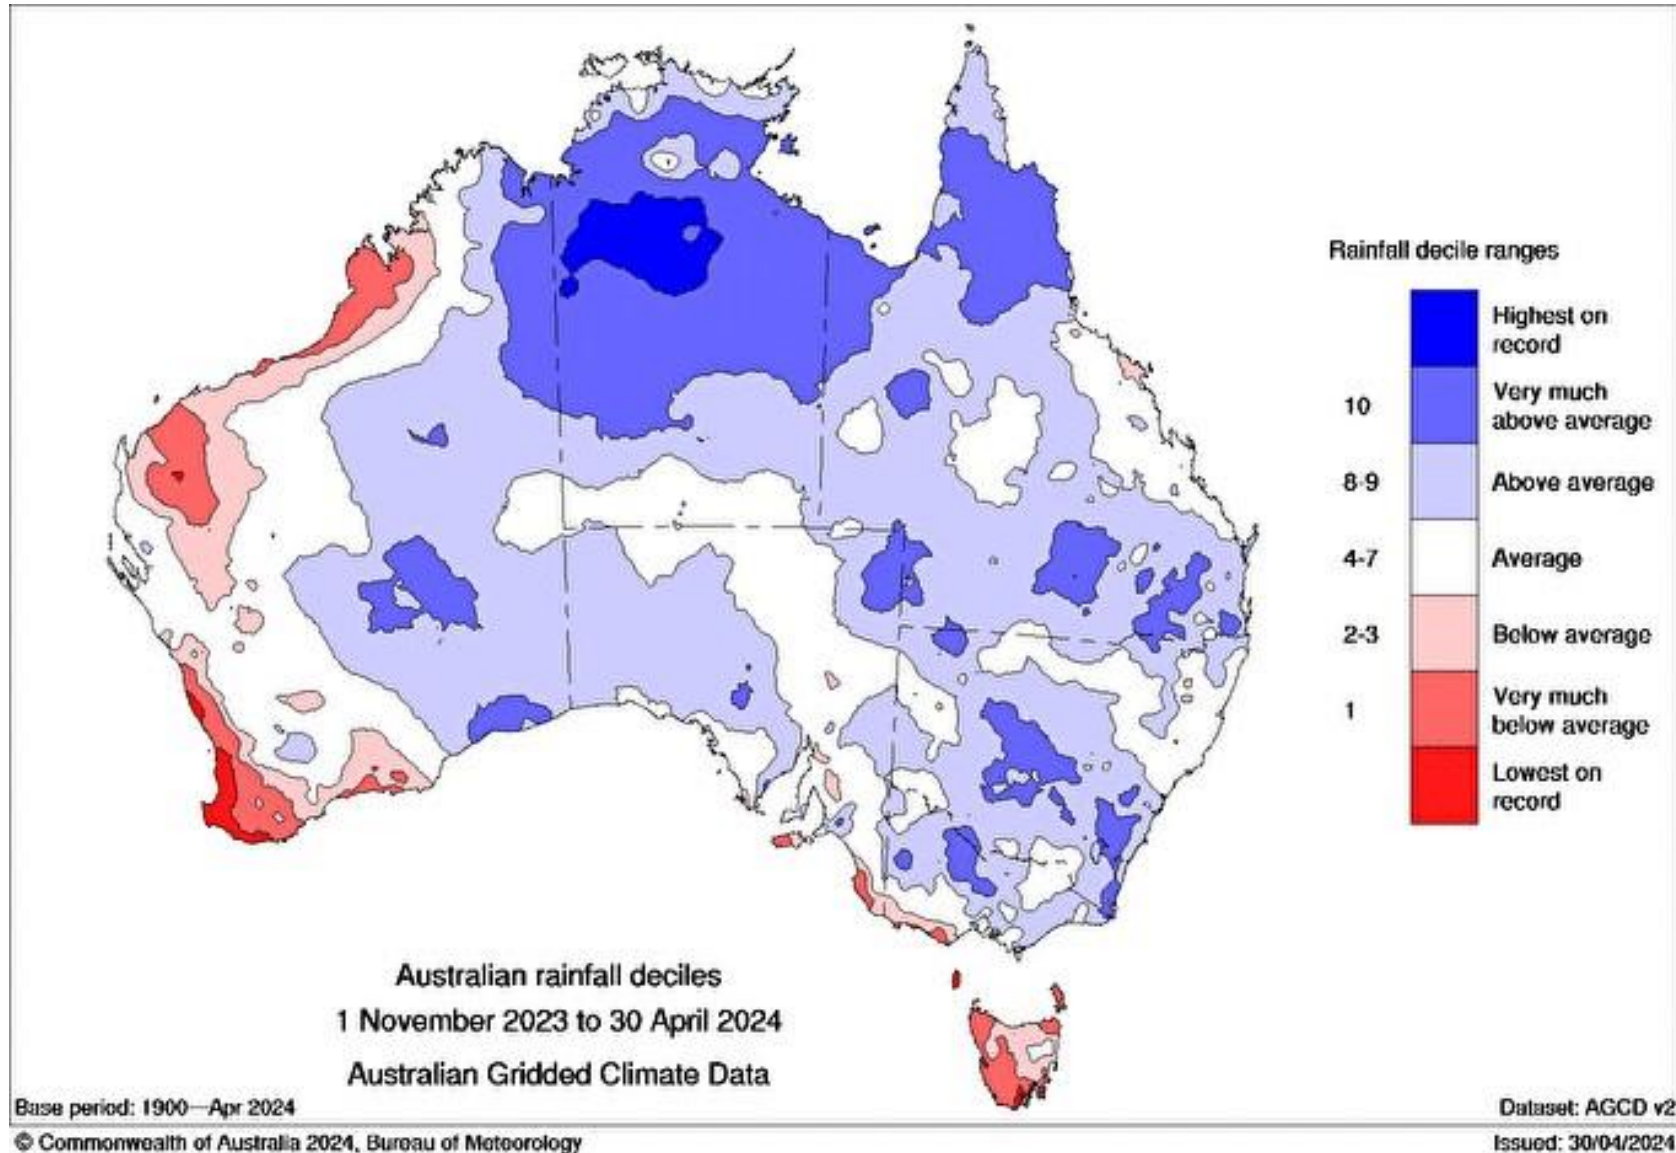 Rainfall decile ranges
Highest on
record
10
Very much
above average
8-9
Above average
4-7
Average
2-3
Below average
1
Very much
below average
Lowest on
record
Australian rainfall deciles
1 November 2023 to 30 April 2024
Australian Gridded Climate Data
Base period: 1900—Apr 2024
Dataset: AGCD v2
© Commonwealth of Australia 2024, Bureau of Meteorology
Issued: 30/04/2024